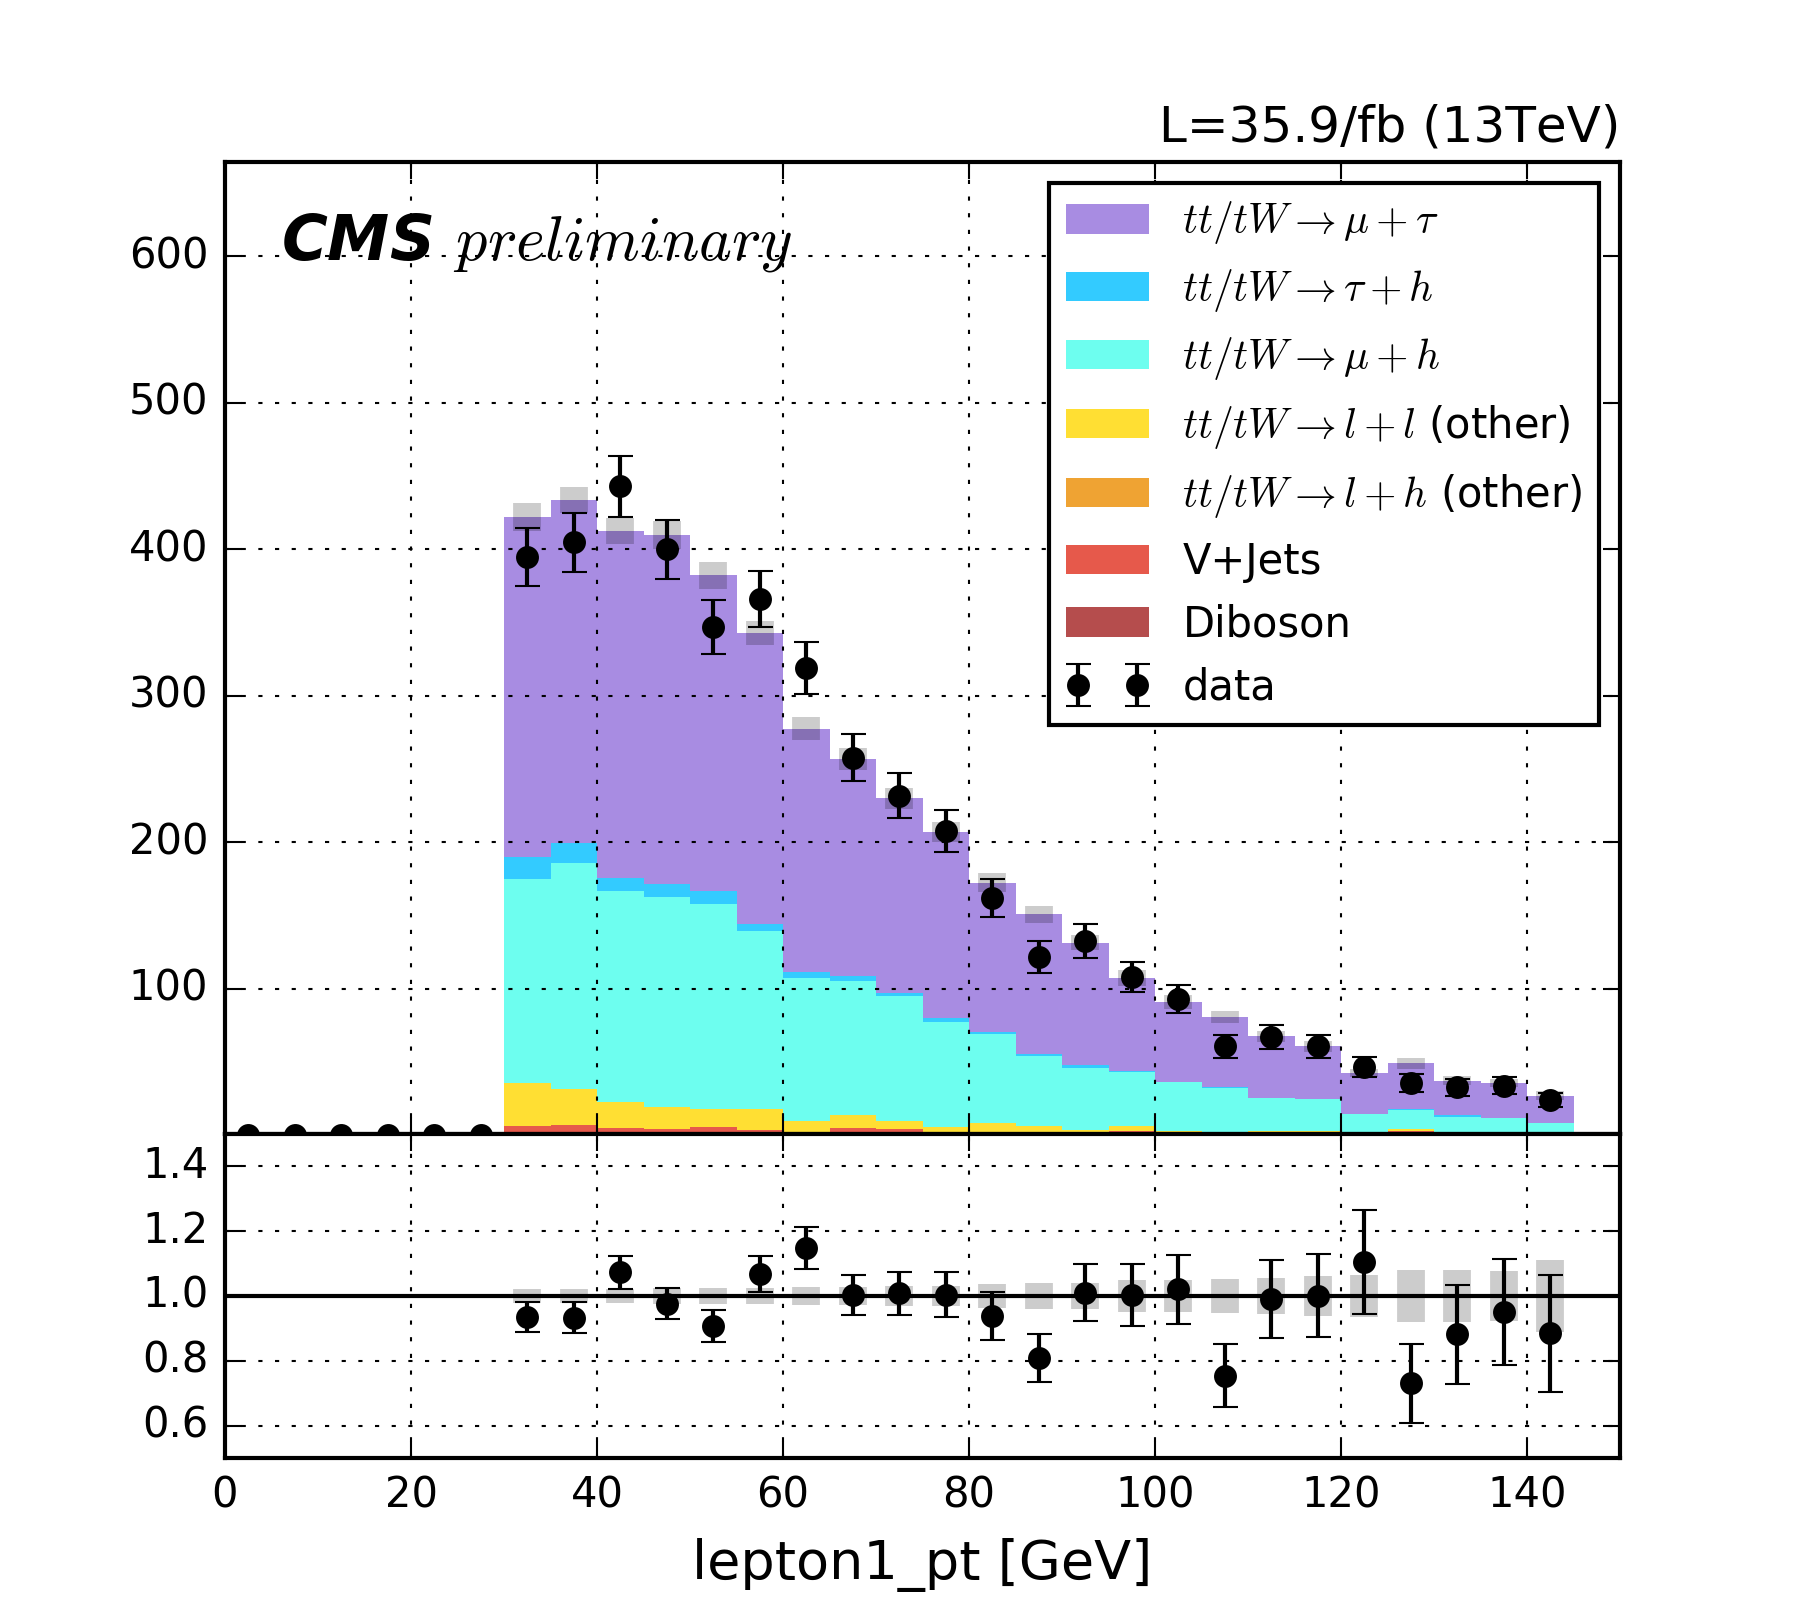 L=35.9/fb (13TeV)
CMS preliminary
tt/tW→μ+τ
tt/tW→τ+h
tt/tW→μ+h
tt/tW→l+l (other)
tt/tW→l+h (other)
V+Jets
Diboson
data
600
500
400
300
200
100
1.4
1.2
1.0
0.8
0.6
0 20 40 60 80 100 120 140
lepton1_pt [GeV]